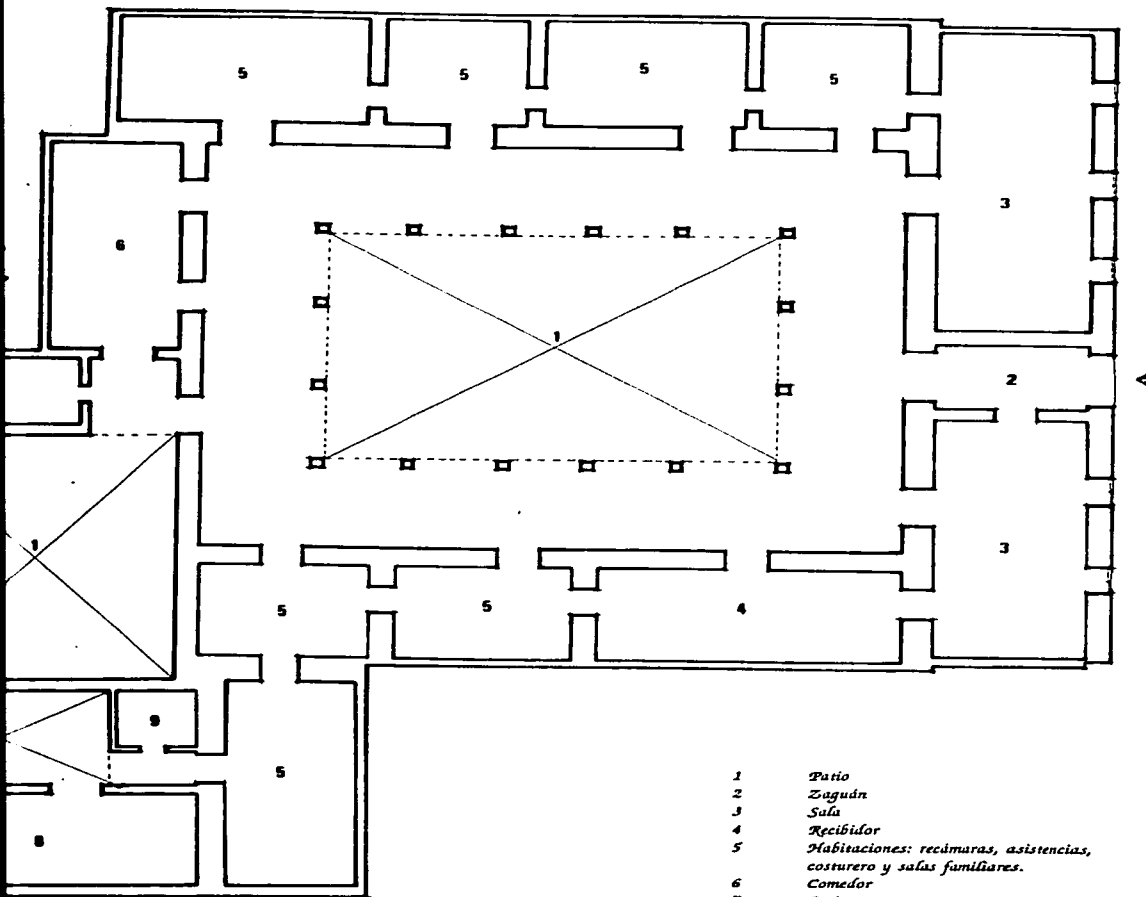 5 5 5 5
3
6
1
2
1
3
5 5 4
9
5
8
1 Patio
2 Zaguán
3 Sala
4 Recibidor
5 Habitaciones: recámaras, asistencias,
costurero y salas familiares.
6 Comedor